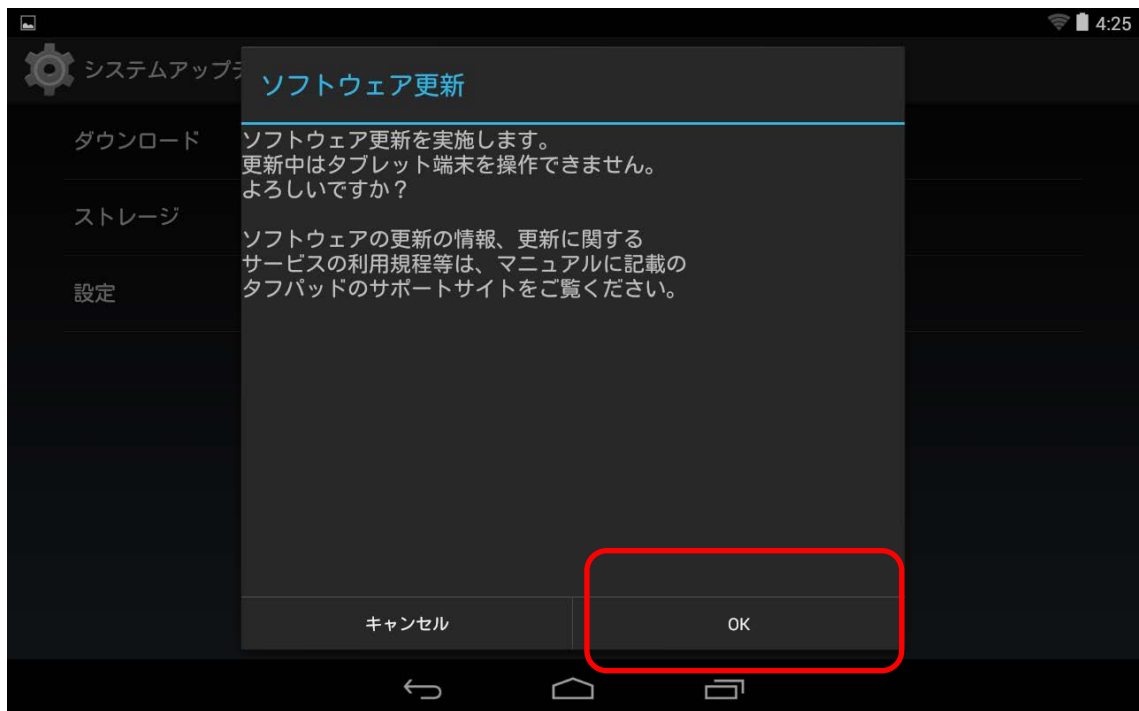 4:25
システムアップデ
ソフトウェア更新
ダウンロード
ストレージ
設定
ソフトウェア更新を実施します。
更新中はタブレット端末を操作できません。
よろしいですか？
ソフトウェアの更新の情報、更新に関する
サービスの利用規程等は、マニュアルに記載の
タフパッドのサポートサイトをご覧ください。
キャンセル
OK